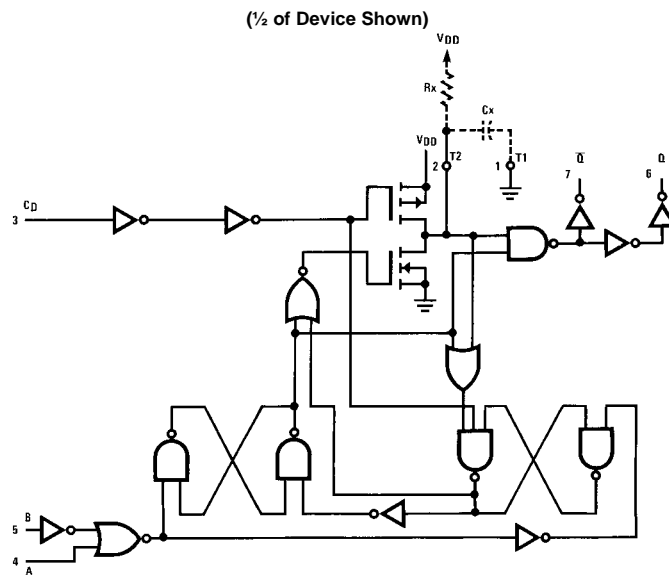 (½ of Device Shown)
VDD
Rx
Cx
VDD
2 T2
1 T1
Q̅
7
Q
6
3 CD
5 B
4 A